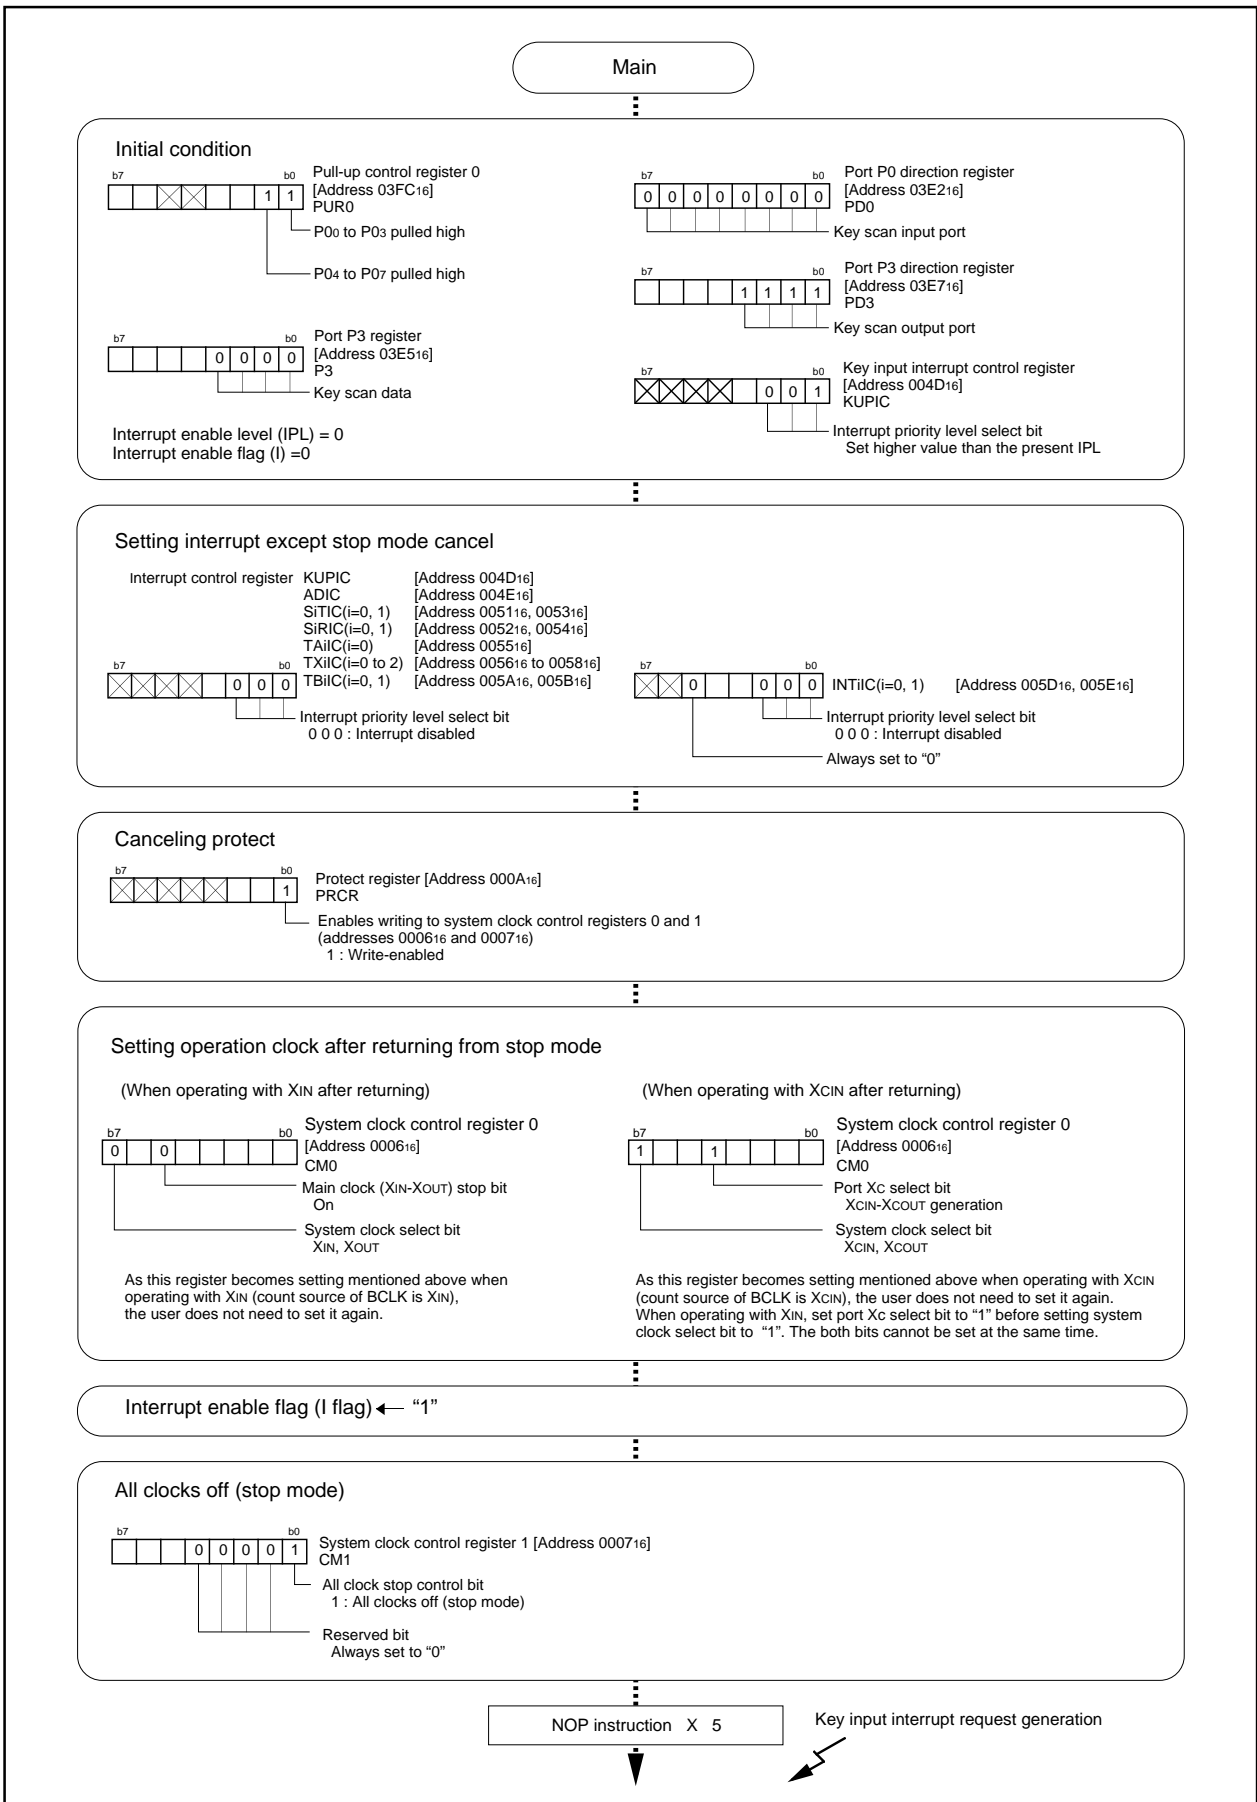 Main
Initial condition
b7 b0 Pull-up control register 0
[Address 03FC16]
1 1 PUR0
P00 to P03 pulled high
P04 to P07 pulled high
b7 b0 Port P0 direction register
[Address 03E216]
0 0 0 0 0 0 0 0 PD0
Key scan input port
b7 b0 Port P3 direction register
[Address 03E716]
1 1 1 1 PD3
Key scan output port
b7 b0 Port P3 register
[Address 03E516]
0 0 0 0 P3
Key scan data
b7 b0 Key input interrupt control register
[Address 004D16]
0 0 1 KUPIC
Interrupt priority level select bit
Set higher value than the present IPL
Interrupt enable level (IPL) = 0
Interrupt enable flag (I) =0
Setting interrupt except stop mode cancel
Interrupt control register KUPIC [Address 004D16]
ADIC [Address 004E16]
SiTIC(i=0, 1) [Address 005116, 005316]
SiRIC(i=0, 1) [Address 005216, 005416]
TAiIC(i=0) [Address 005516]
TXiIC(i=0 to 2) [Address 005616 to 005816]
b7 b0
0 0 0 TBiIC(i=0, 1) [Address 005A16, 005B16]
Interrupt priority level select bit
0 0 0 : Interrupt disabled
b7 b0
0 0 0 0 INTiIC(i=0, 1) [Address 005D16, 005E16]
Interrupt priority level select bit
0 0 0 : Interrupt disabled
Always set to “0”
Canceling protect
b7 b0
1 Protect register [Address 000A16]
PRCR
Enables writing to system clock control registers 0 and 1
(addresses 000616 and 000716)
1 : Write-enabled
Setting operation clock after returning from stop mode
(When operating with XIN after returning)
b7 b0 System clock control register 0
0 0 [Address 000616]
CM0
Main clock (XIN-XOUT) stop bit
On
System clock select bit
XIN, XOUT
As this register becomes setting mentioned above when
operating with XIN (count source of BCLK is XIN),
the user does not need to set it again.
(When operating with XCIN after returning)
b7 b0 System clock control register 0
1 1 [Address 000616]
CM0
Port XC select bit
XCIN-XCOUT generation
System clock select bit
XCIN, XCOUT
As this register becomes setting mentioned above when operating with XCIN
(count source of BCLK is XCIN), the user does not need to set it again.
When operating with XIN, set port Xc select bit to “1” before setting system
clock select bit to “1”. The both bits cannot be set at the same time.
Interrupt enable flag (I flag) ← “1”
All clocks off (stop mode)
b7 b0
0 0 0 0 1 System clock control register 1 [Address 000716]
CM1
All clock stop control bit
1 : All clocks off (stop mode)
Reserved bit
Always set to “0”
NOP instruction X 5
Key input interrupt request generation